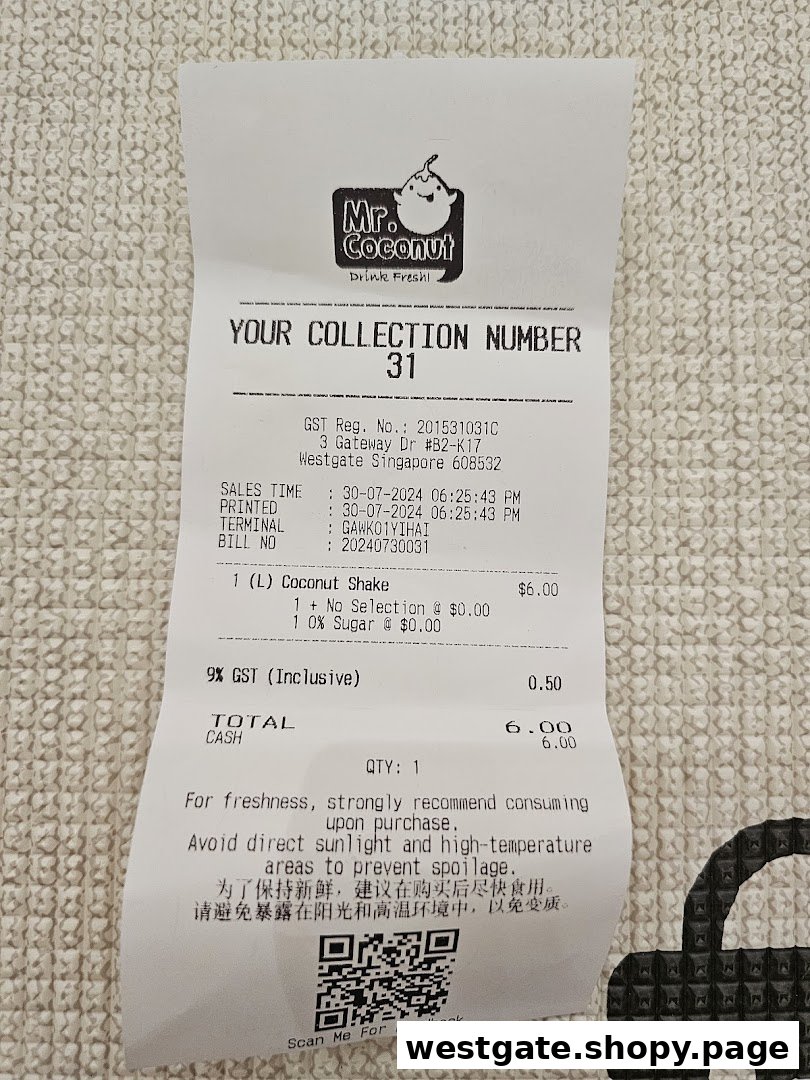 Mr.
Coconut
Drink Fresh!
YOUR COLLECTION NUMBER
31
GST Reg. No.: 201531031C
3 Gateway Dr #B2-K17
Westgate Singapore 608532
SALES TIME : 30-07-2024 06:25:43 PM
PRINTED : 30-07-2024 06:25:43 PM
TERMINAL : GAWK01YIHAI
BILL NO : 20240730031
1 (L) Coconut Shake $6.00
1 + No Selection @ $0.00
1 0% Sugar @ $0.00
9% GST (Inclusive) 0.50
TOTAL 6.00
CASH 6.00
QTY: 1
For freshness, strongly recommend consuming
upon purchase.
Avoid direct sunlight and high-temperature
areas to prevent spoilage.
为了保持新鲜，建议在购买后尽快食用。
请避免暴露在阳光和高温环境中，以免变质。
Scan Me For
westgate.shopy.page